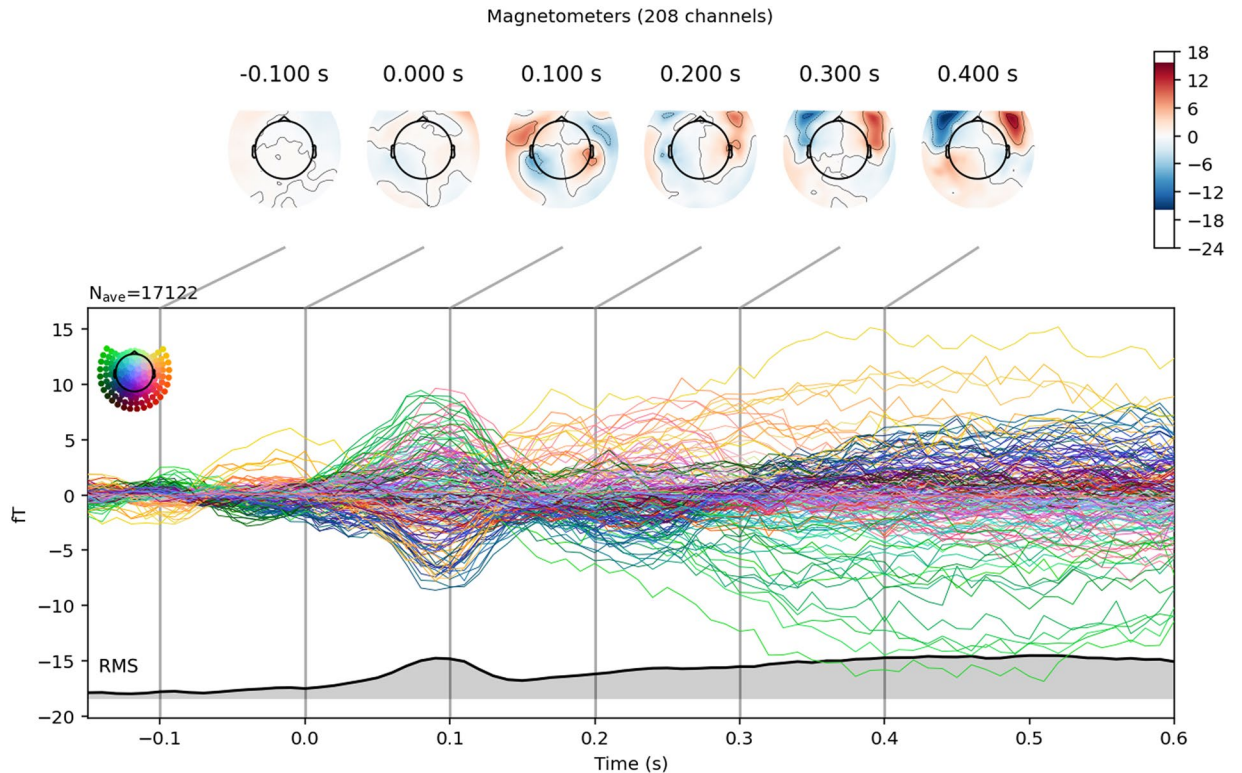 Magnetometers (208 channels)
-0.100 s 0.000 s 0.100 s 0.200 s 0.300 s 0.400 s
18
12
6
0
−6
−12
−18
−24
Nave=17122
15
10
5
0
−5
−10
−15
−20
fT
RMS
−0.1 0.0 0.1 0.2 0.3 0.4 0.5 0.6
Time (s)